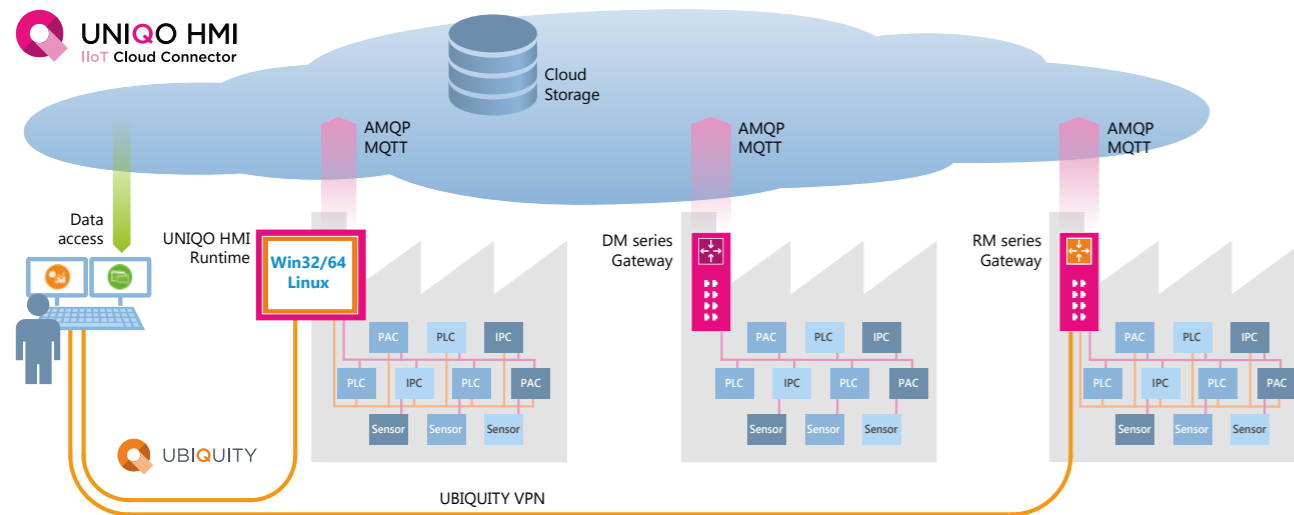 UNIQO HMI
IIoT Cloud Connector
Cloud
Storage
AMQP
MQTT
AMQP
MQTT
AMQP
MQTT
Data
access
UNIQO HMI
Runtime
Win32/64
Linux
DM series
Gateway
RM series
Gateway
PAC
PLC
IPC
PLC
IPC
PLC
PAC
Sensor
Sensor
Sensor
PAC
PLC
IPC
PLC
IPC
PLC
PAC
Sensor
Sensor
Sensor
PAC
PLC
IPC
PLC
IPC
PLC
PAC
Sensor
Sensor
Sensor
UBIQUITY
UBIQUITY VPN